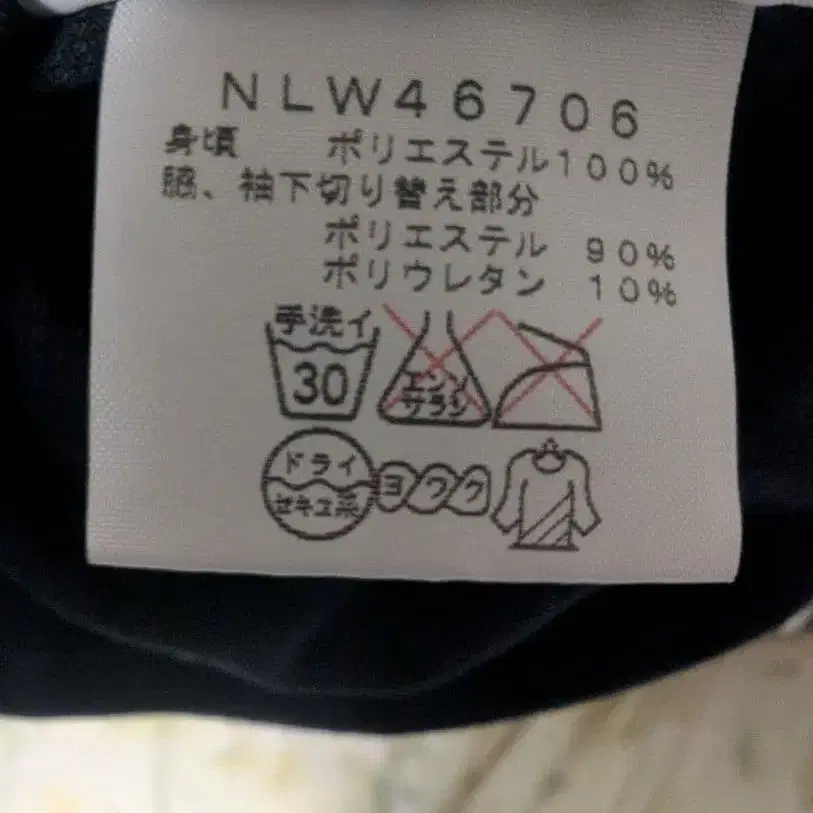 NLW46706
身頃 ポリエステル100%
脇、袖下切り替え部分
ポリエステル 90%
ポリウレタン 10%
手洗イ
30
エンソ
サラシ
ドライ
セキユ系
ヨワク